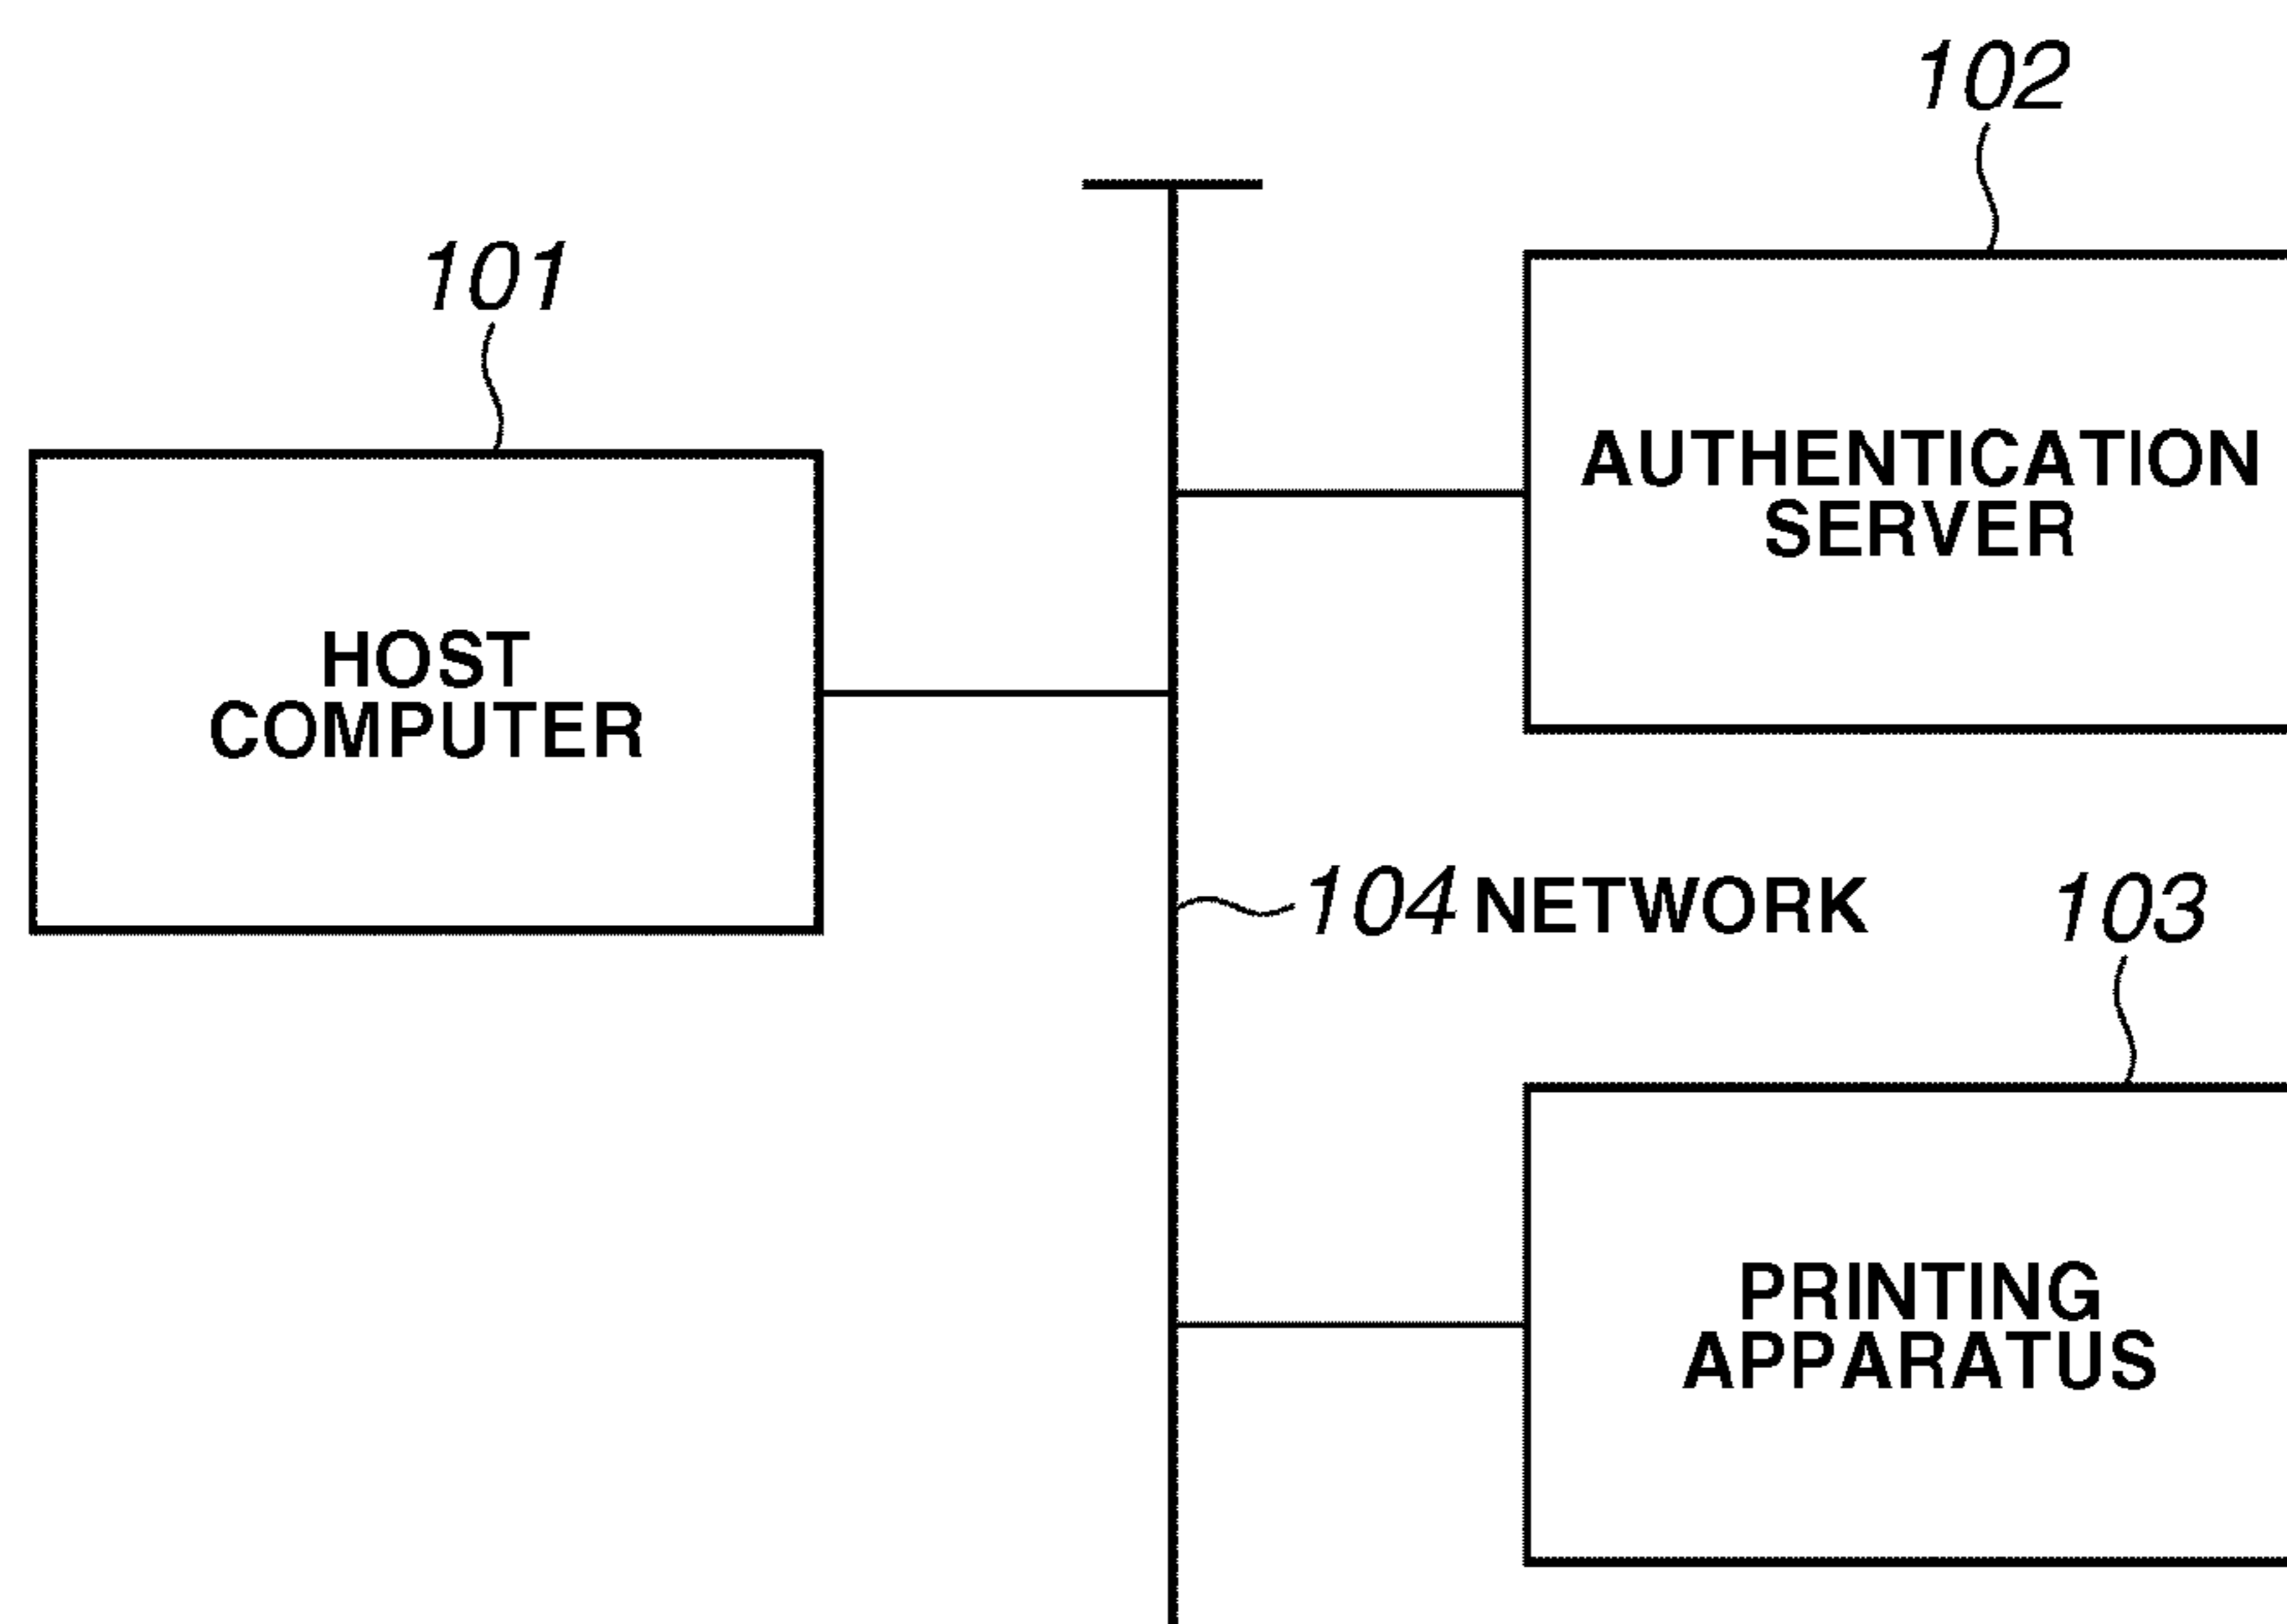 102
101
AUTHENTICATION
SERVER
HOST
COMPUTER
104 NETWORK
103
PRINTING
APPARATUS